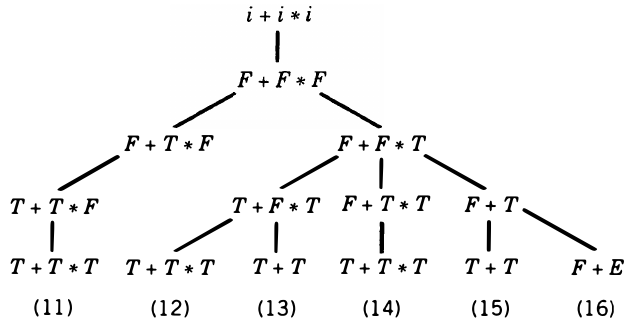 i + i * i
F + F * F
F + T * F F + F * T
T + T * F T + F * T F + T * T F + T
T + T * T T + T * T T + T T + T * T T + T F + E
(11) (12) (13) (14) (15) (16)